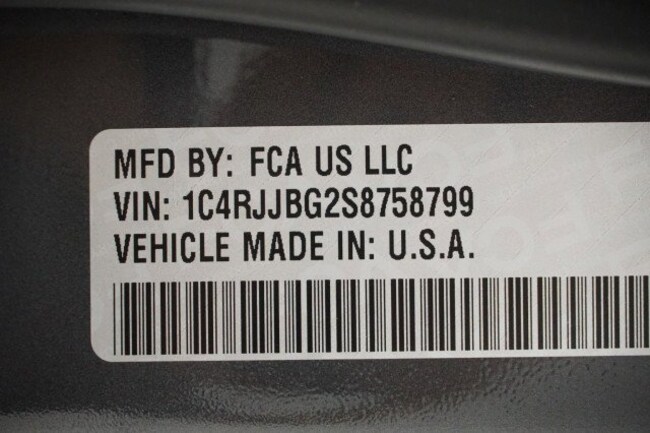 MFD BY: FCA US LLC
VIN: 1C4RJJBG2S8758799
VEHICLE MADE IN: U.S.A.